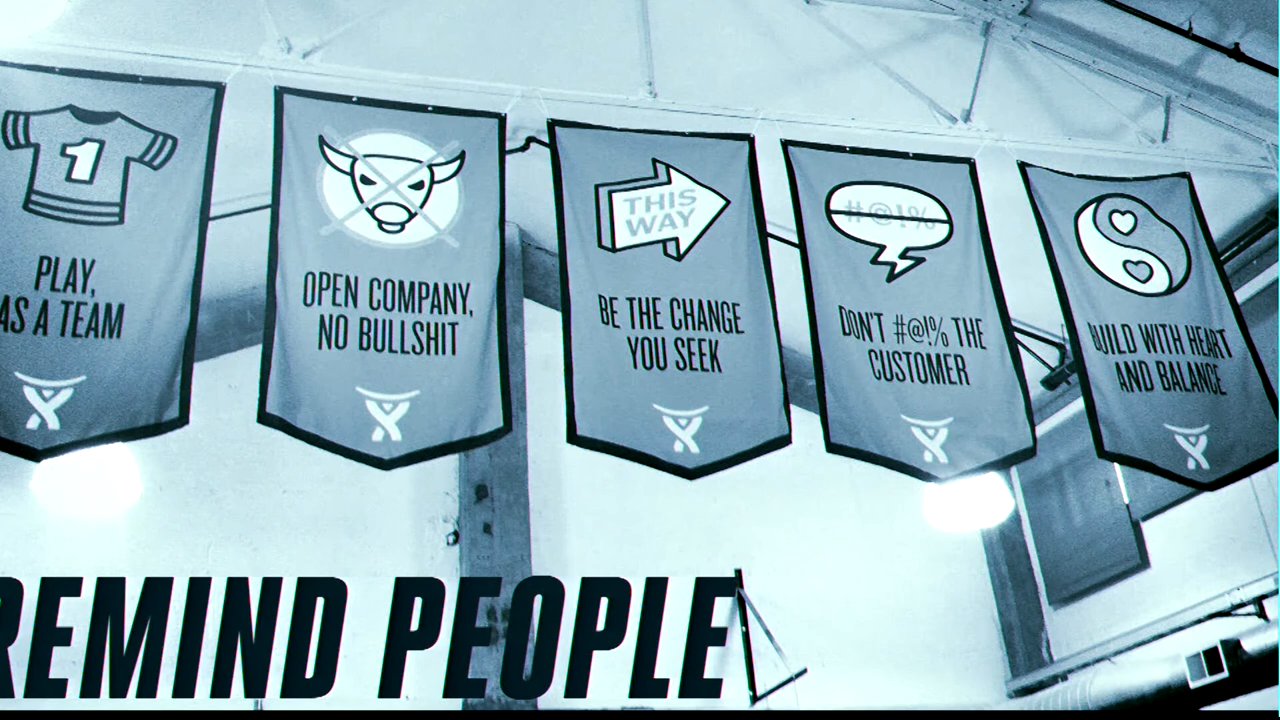 1
PLAY,
AS A TEAM
OPEN COMPANY,
NO BULLSHIT
THIS
WAY
BE THE CHANGE
YOU SEEK
#@!%
DON'T #@!% THE
CUSTOMER
BUILD WITH HEART
AND BALANCE
REMIND PEOPLE